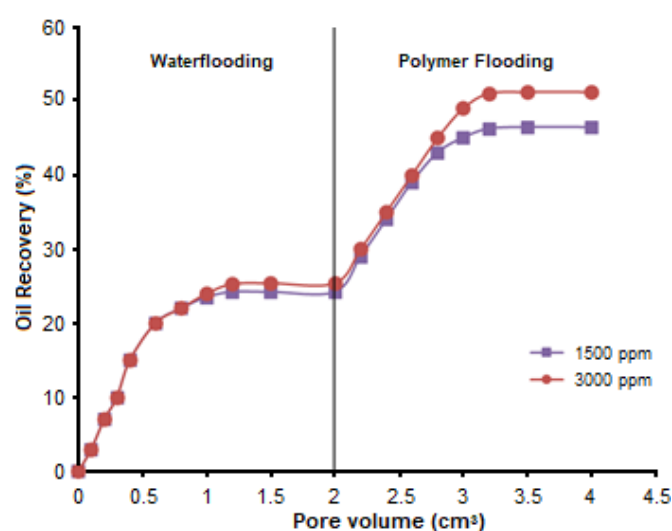 60
Waterflooding
Polymer Flooding
50
40
30
20
10
0
Oil Recovery (%)
1500 ppm
3000 ppm
0 0.5 1 1.5 2 2.5 3 3.5 4 4.5
Pore volume (cm³)